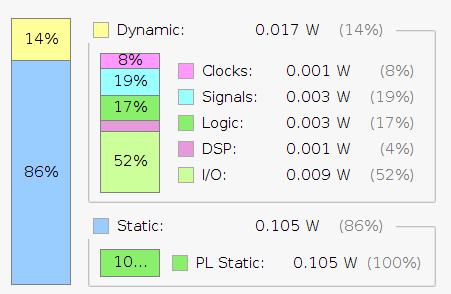 14%
86%
Dynamic: 0.017 W (14%)
8%
19%
17%
52%
Clocks: 0.001 W (8%)
Signals: 0.003 W (19%)
Logic: 0.003 W (17%)
DSP: 0.001 W (4%)
I/O: 0.009 W (52%)
Static: 0.105 W (86%)
10...
PL Static: 0.105 W (100%)